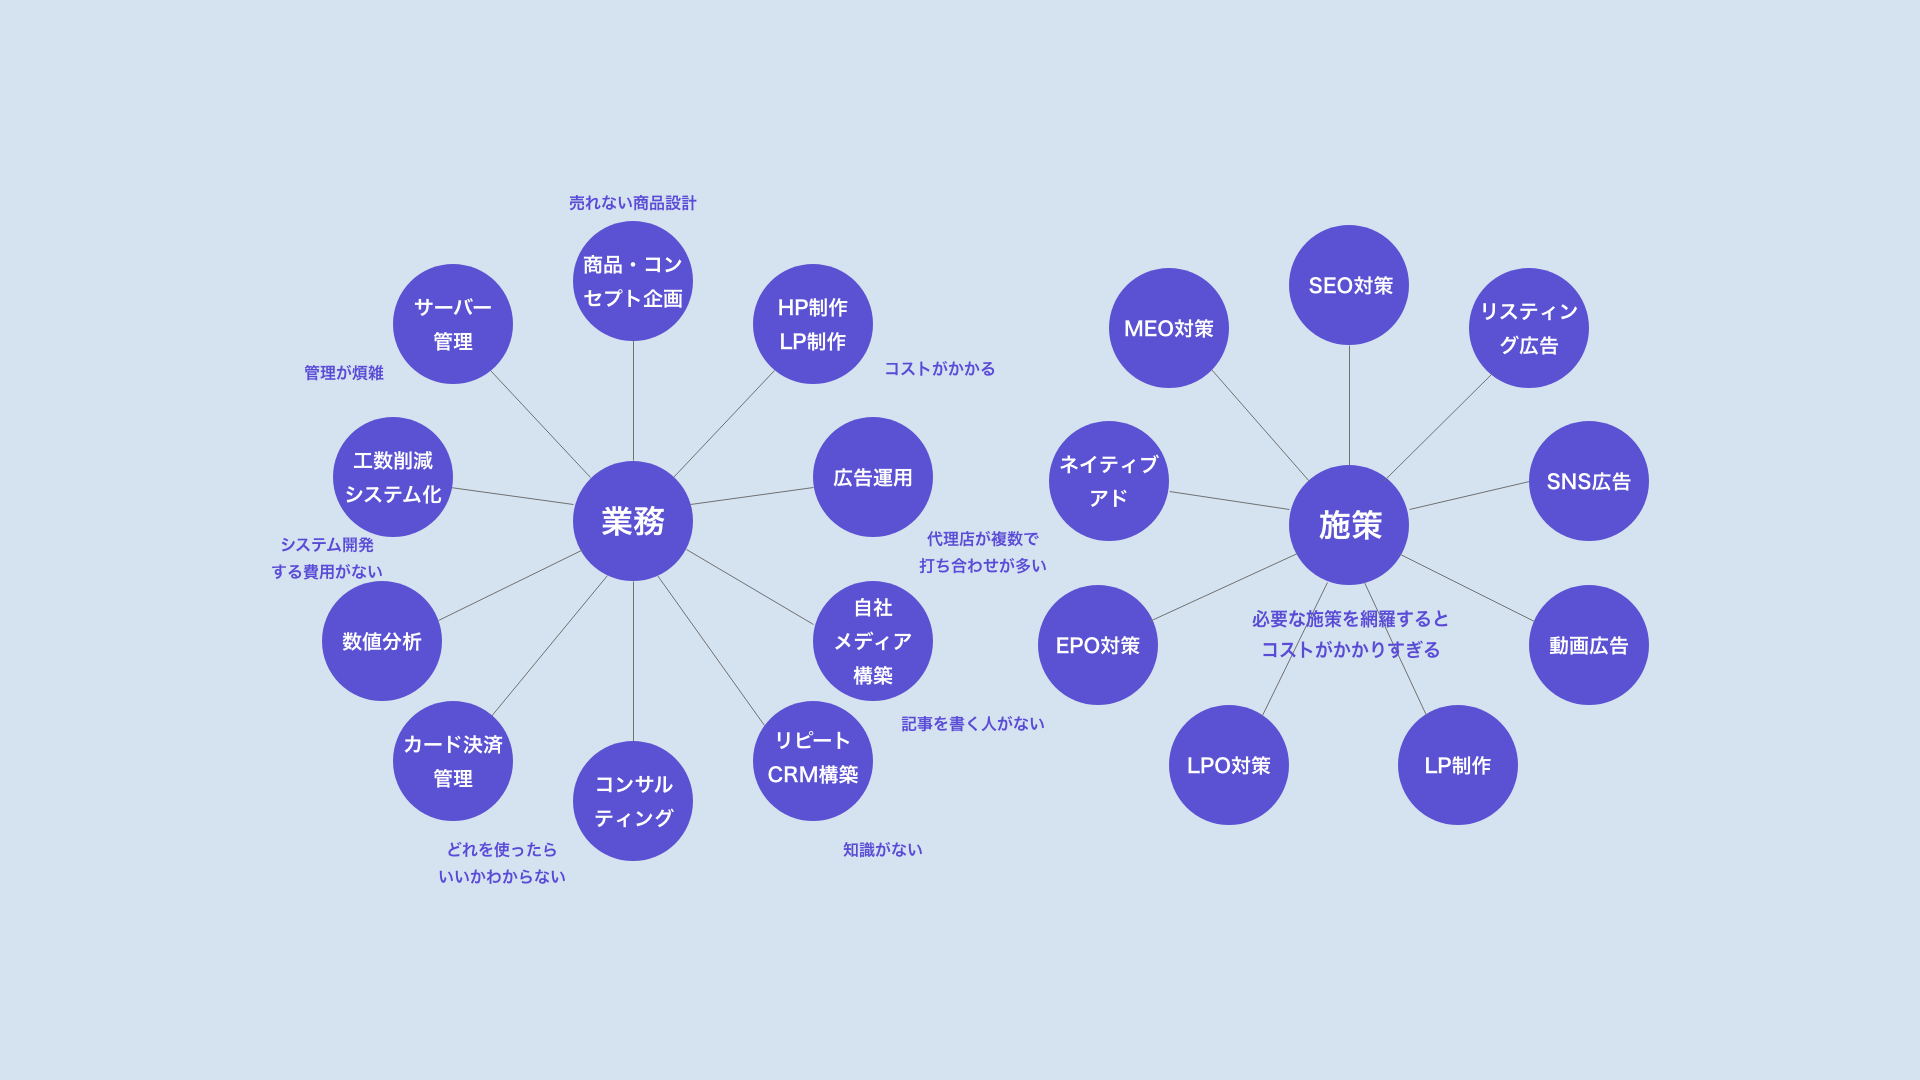 売れない商品設計
商品・コン
セプト企画
サーバー
管理
HP制作
LP制作
管理が煩雑
コストがかかる
工数削減
システム化
広告運用
業務
システム開発
する費用がない
代理店が複数で
打ち合わせが多い
数値分析
自社
メディア
構築
記事を書く人がない
カード決済
管理
コンサル
ティング
リピート
CRM構築
どれを使ったら
いいかわからない
知識がない
SEO対策
MEO対策
リスティン
グ広告
ネイティブ
アド
SNS広告
施策
必要な施策を網羅すると
コストがかかりすぎる
EPO対策
動画広告
LPO対策
LP制作